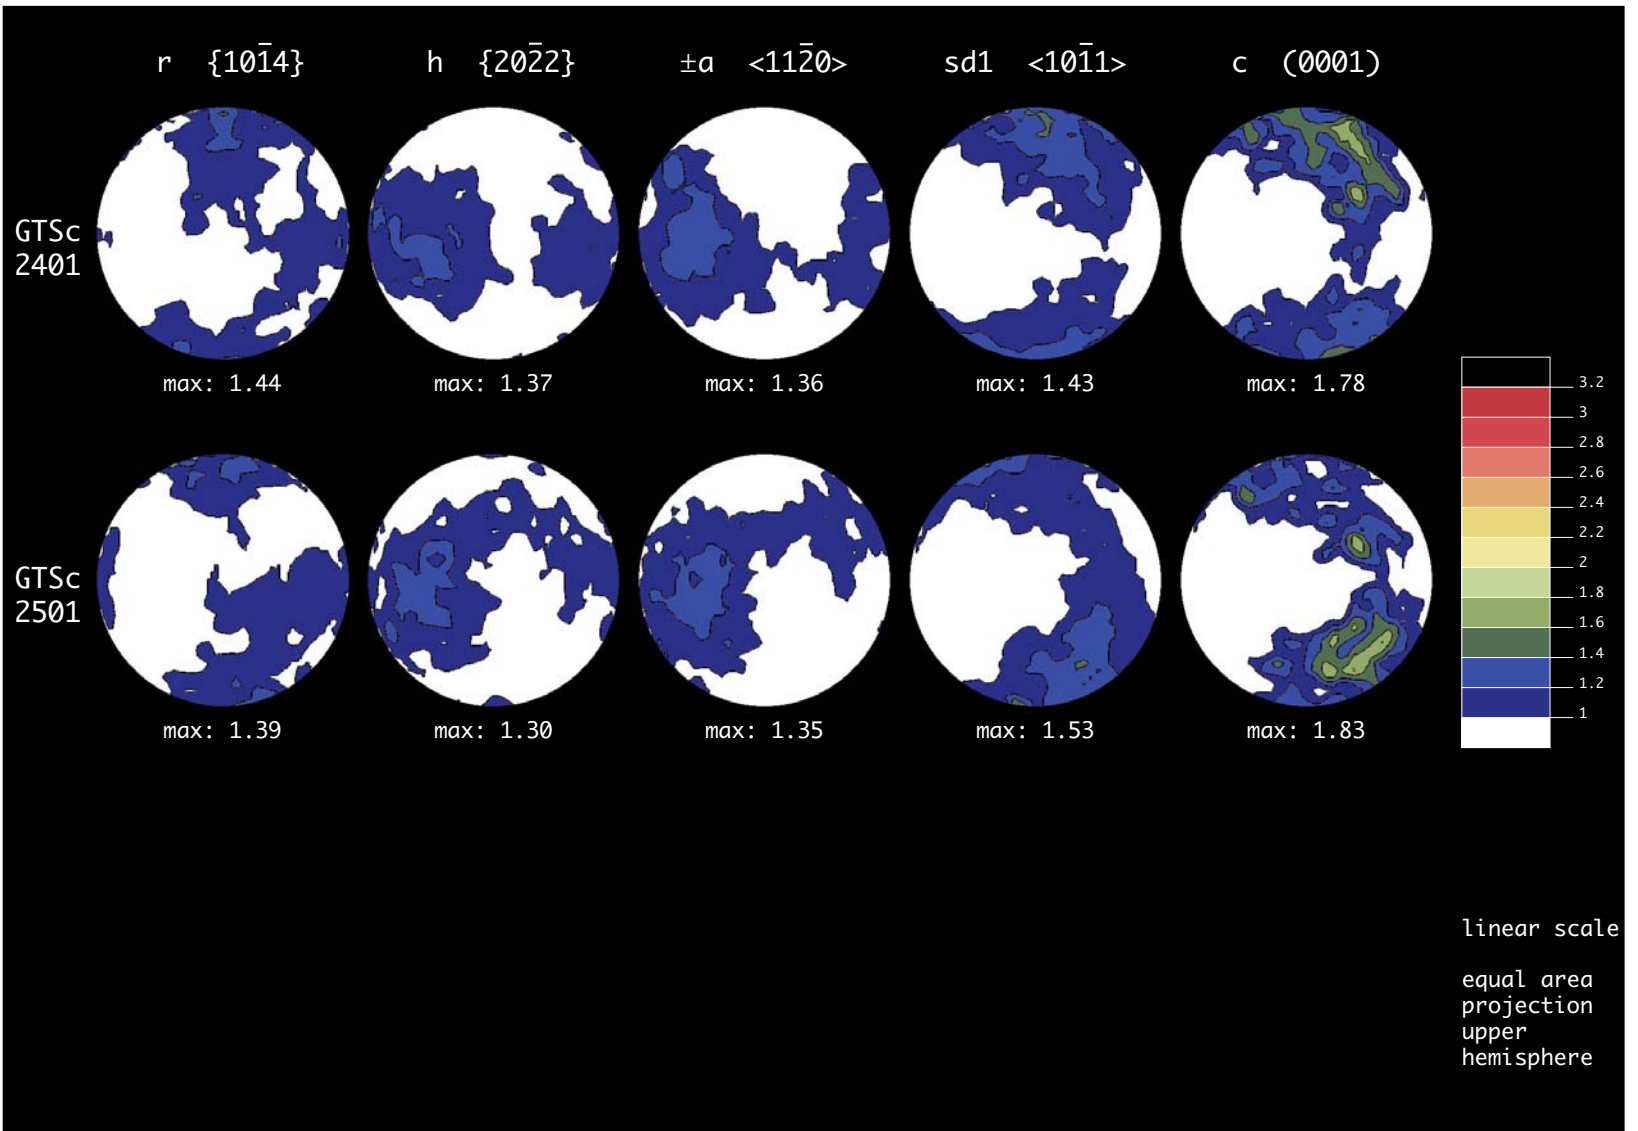 r {101̄4} h {202̄2} ±a <112̄0> sd1 <101̄1> c (0001)
GTSc
2401
max: 1.44 max: 1.37 max: 1.36 max: 1.43 max: 1.78
GTSc
2501
max: 1.39 max: 1.30 max: 1.35 max: 1.53 max: 1.83
3.2
3
2.8
2.6
2.4
2.2
2
1.8
1.6
1.4
1.2
1
linear scale
equal area
projection
upper
hemisphere